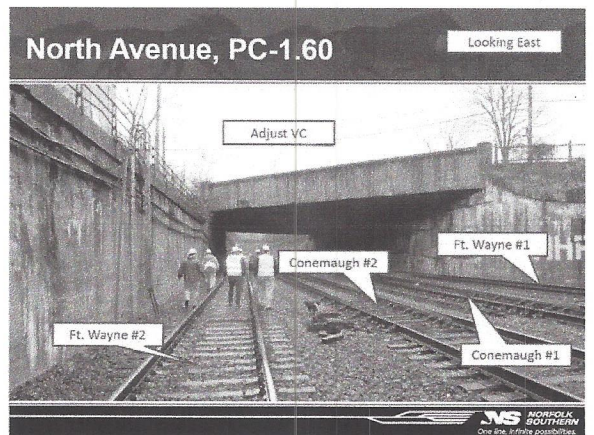 North Avenue, PC-1.60
Looking East
Adjust VC
Ft. Wayne #1
Conemaugh #2
Ft. Wayne #2
Conemaugh #1
NS NORFOLK
SOUTHERN
One line, infinite possibilities.